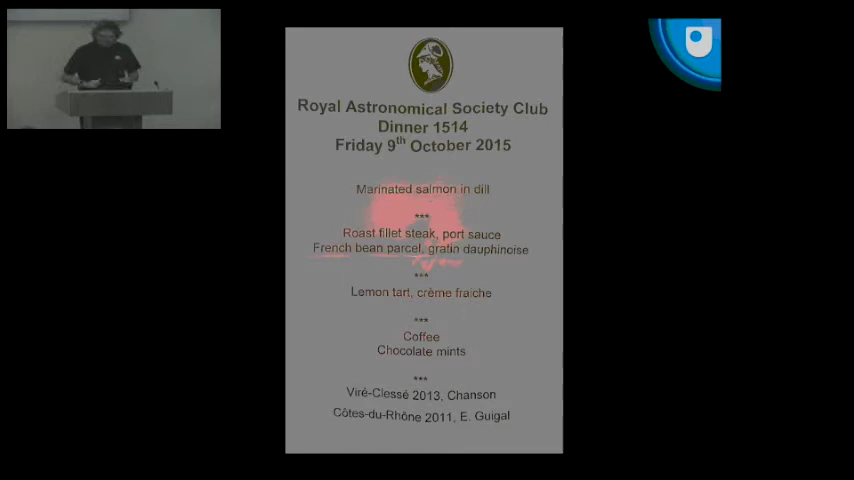 Royal Astronomical Society Club
Dinner 1514
Friday 9th October 2015
Marinated salmon in dill
***
Roast fillet steak, port sauce
French bean parcel, gratin dauphinoise
***
Lemon tart, crème fraiche
***
Coffee
Chocolate mints
***
Viré-Clessé 2013, Chanson
Côtes-du-Rhône 2011, E. Guigal